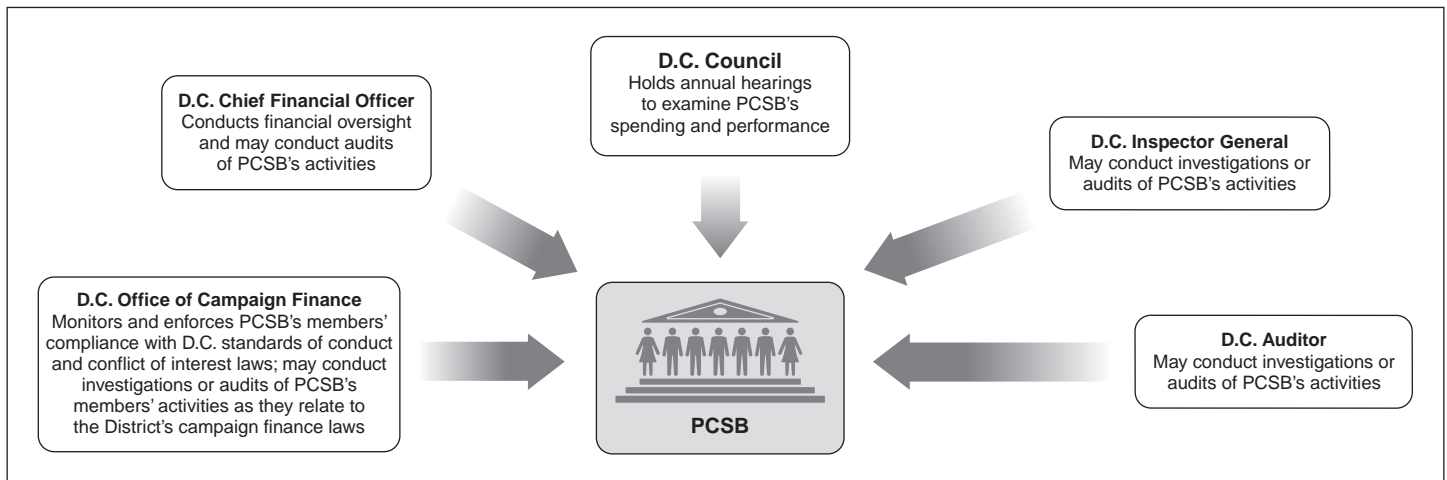 D.C. Council
Holds annual hearings
to examine PCSB's
spending and performance
D.C. Chief Financial Officer
Conducts financial oversight
and may conduct audits
of PCSB's activities
D.C. Inspector General
May conduct investigations or
audits of PCSB's activities
D.C. Office of Campaign Finance
Monitors and enforces PCSB's members'
compliance with D.C. standards of conduct
and conflict of interest laws; may conduct
investigations or audits of PCSB's
members' activities as they relate to
the District's campaign finance laws
D.C. Auditor
May conduct investigations or
audits of PCSB's activities
PCSB